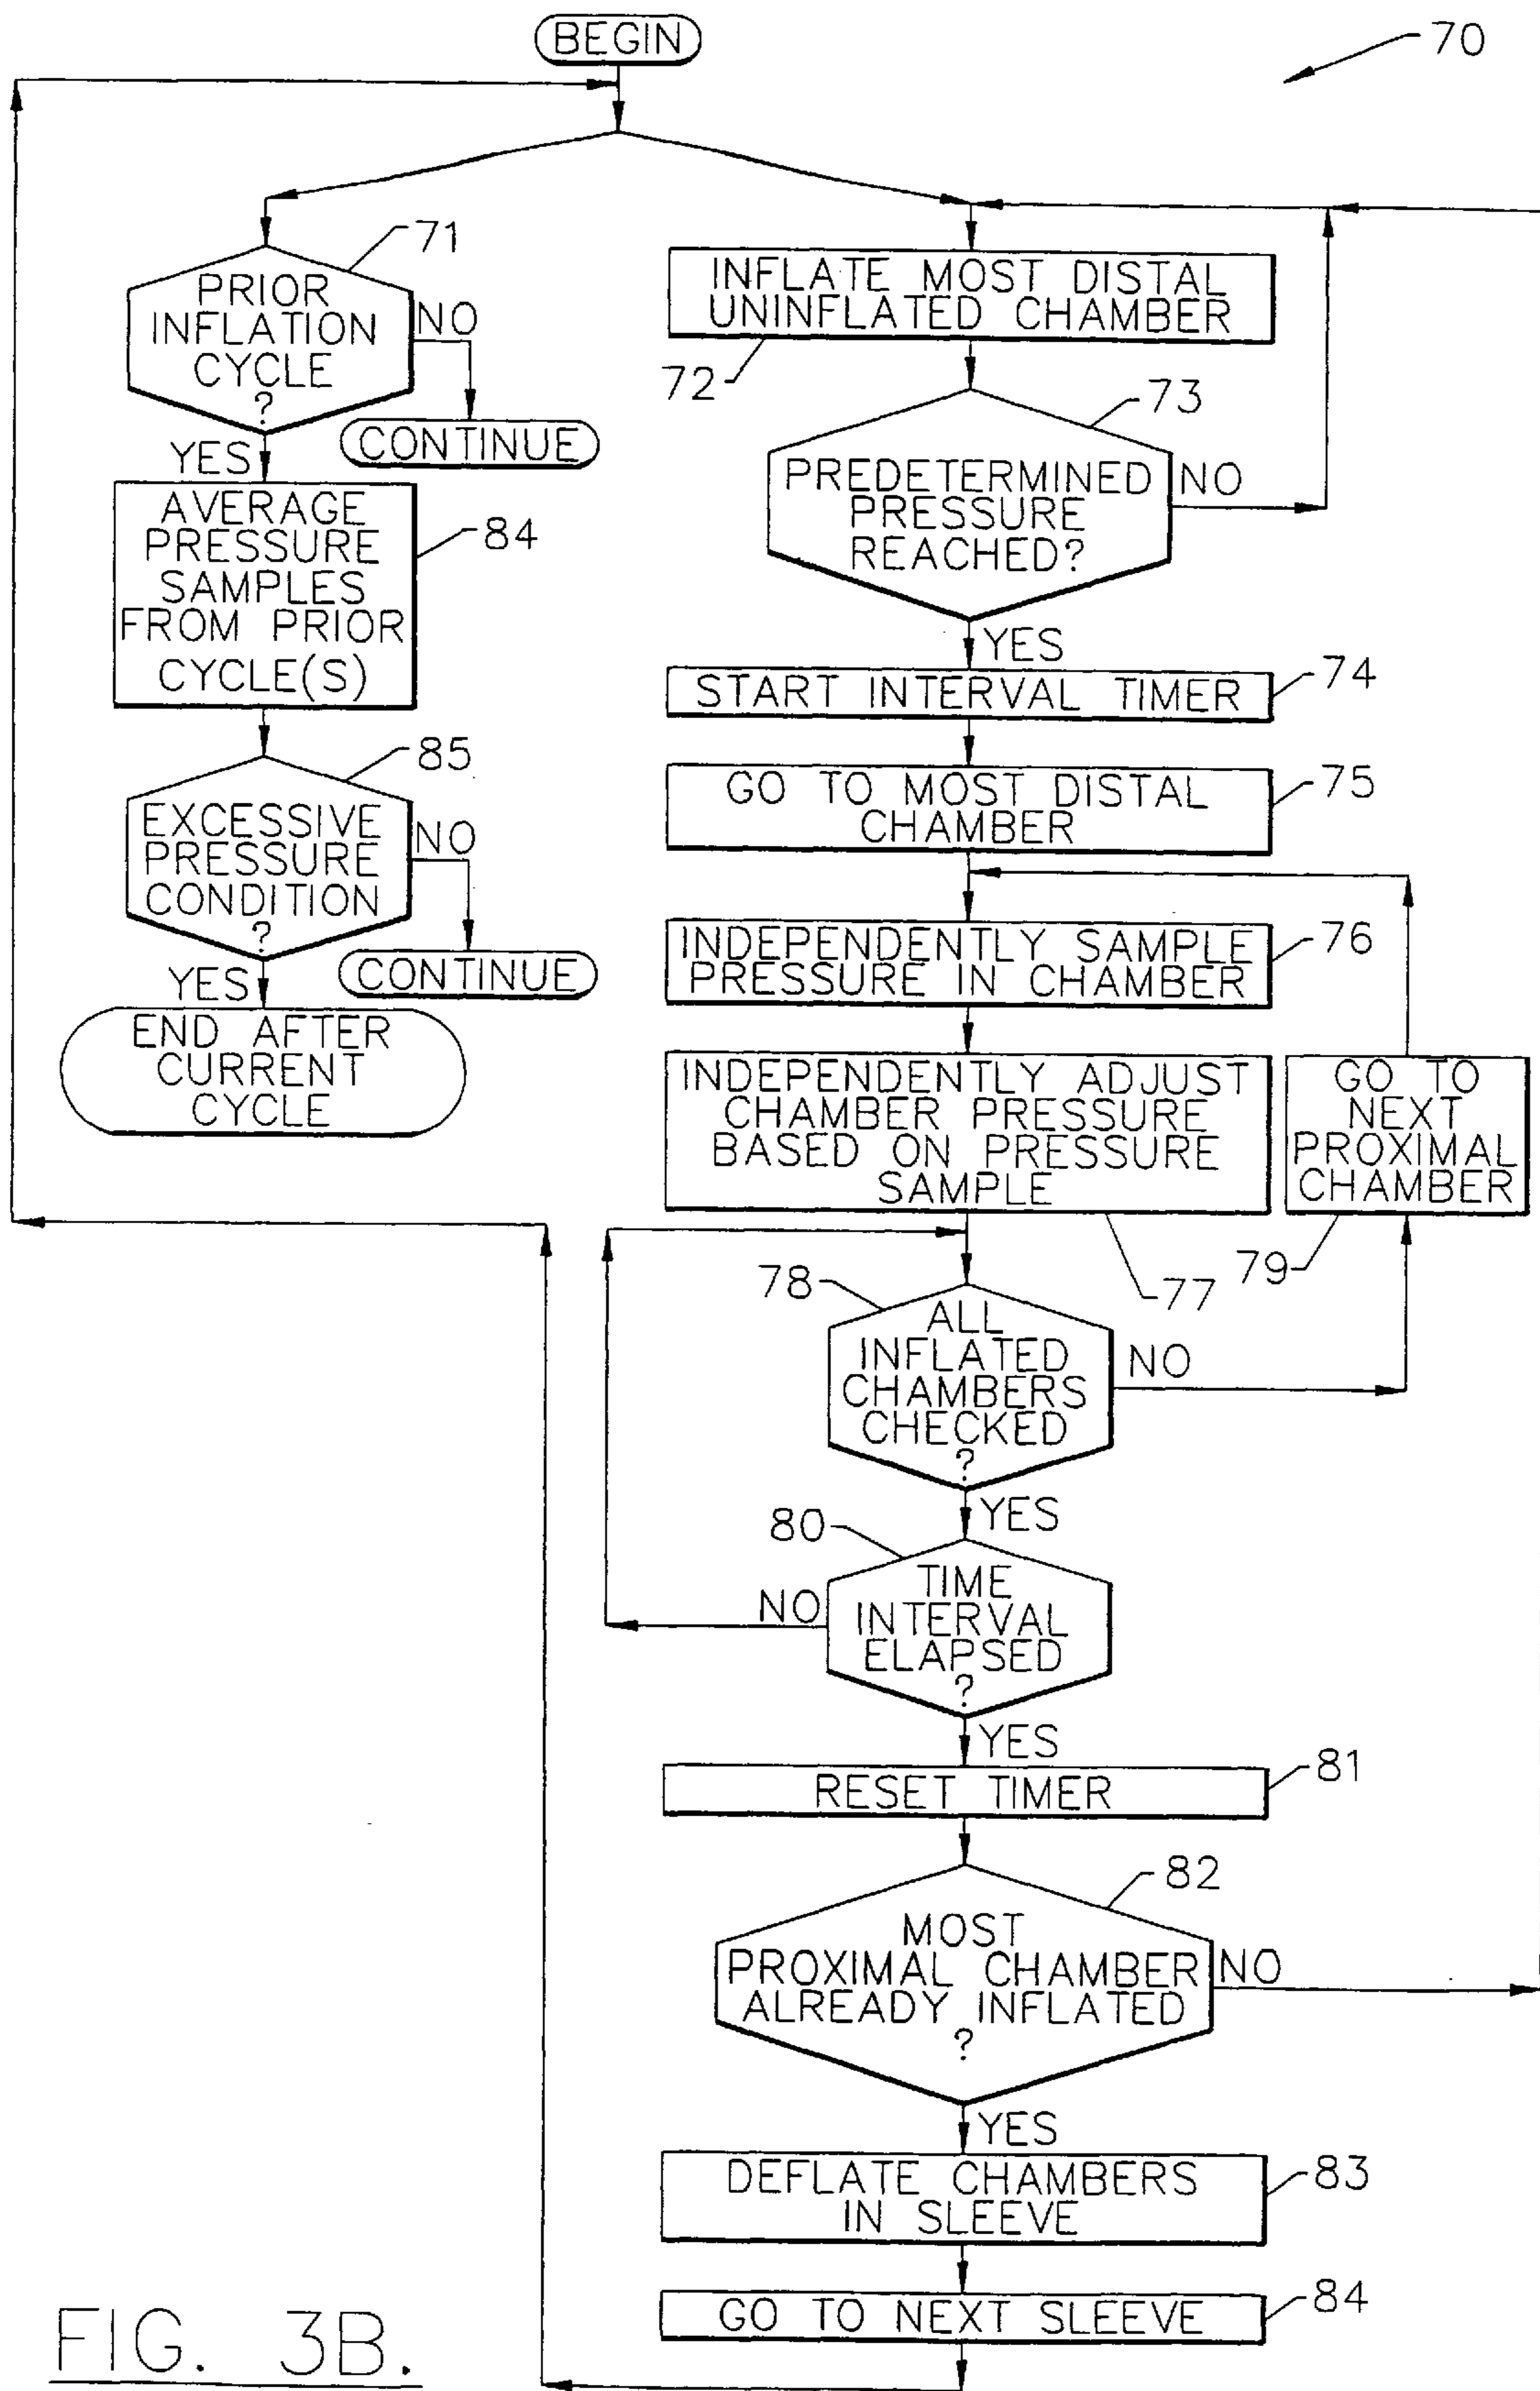 BEGIN
70
71
PRIOR
INFLATION
CYCLE
?
NO
CONTINUE
YES
AVERAGE
PRESSURE
SAMPLES
FROM PRIOR
CYCLE(S)
84
85
EXCESSIVE
PRESSURE
CONDITION
?
NO
CONTINUE
YES
END AFTER
CURRENT
CYCLE
INFLATE MOST DISTAL
UNINFLATED CHAMBER
72
73
PREDETERMINED
PRESSURE
REACHED?
NO
YES
START INTERVAL TIMER
74
GO TO MOST DISTAL
CHAMBER
75
INDEPENDENTLY SAMPLE
PRESSURE IN CHAMBER
76
INDEPENDENTLY ADJUST
CHAMBER PRESSURE
BASED ON PRESSURE
SAMPLE
77
GO TO
NEXT
PROXIMAL
CHAMBER
79
78
ALL
INFLATED
CHAMBERS
CHECKED
?
NO
YES
80
TIME
INTERVAL
ELAPSED
?
NO
YES
RESET TIMER
81
82
MOST
PROXIMAL CHAMBER
ALREADY INFLATED
?
NO
YES
DEFLATE CHAMBERS
IN SLEEVE
83
GO TO NEXT SLEEVE
84
FIG. 3B.